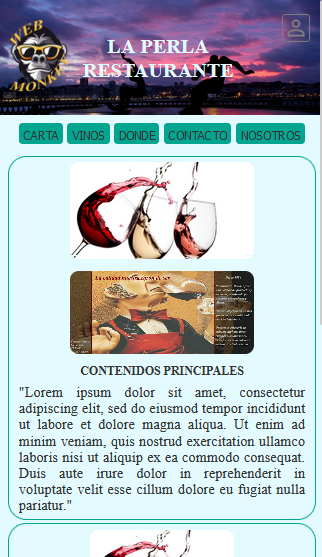 WEB
MONKEY
LA PERLA
RESTAURANTE
CARTA
VINOS
DONDE
CONTACTO
NOSOTROS
CONTENIDOS PRINCIPALES
"Lorem ipsum dolor sit amet, consectetur
adipiscing elit, sed do eiusmod tempor incididunt
ut labore et dolore magna aliqua. Ut enim ad
minim veniam, quis nostrud exercitation ullamco
laboris nisi ut aliquip ex ea commodo consequat.
Duis aute irure dolor in reprehenderit in
voluptate velit esse cillum dolore eu fugiat nulla
pariatur."